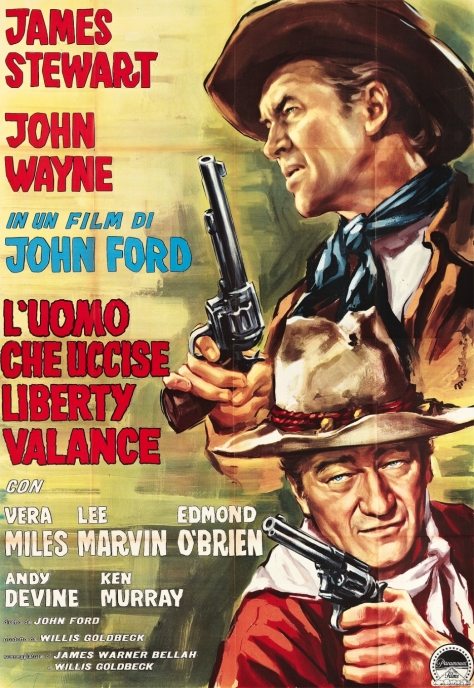 JAMES
STEWART
JOHN
WAYNE
IN UN FILM DI
JOHN FORD
L'UOMO
CHE UCCISE
LIBERTY
VALANCE
CON
VERA MILES LEE MARVIN EDMOND O'BRIEN
ANDY DEVINE KEN MURRAY
JOHN FORD
WILLIS GOLDBECK
JAMES WARNER BELLAH
WILLIS GOLDBECK
Paramount